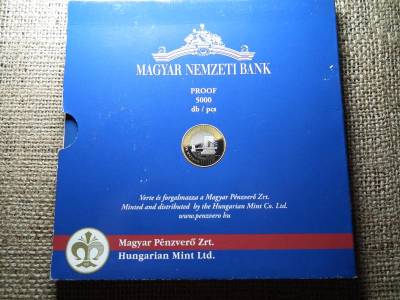 MAGYAR NEMZETI BANK
PROOF
5000
db / pcs
Verte és forgalmazza a Magyar Pénzverő Zrt.
Minted and distributed by the Hungarian Mint Co. Ltd.
www.penzvero.hu
Magyar Pénzverő Zrt.
Hungarian Mint Ltd.